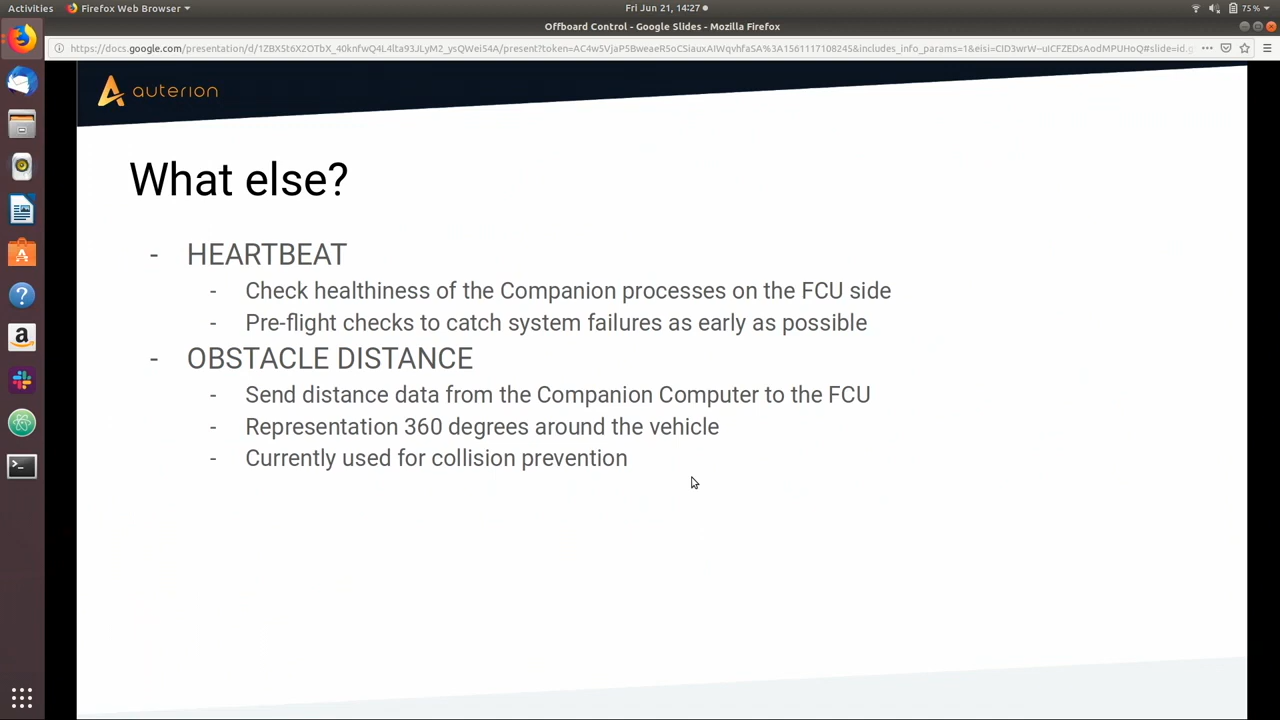 Activities
Firefox Web Browser
Fri Jun 21, 14:27
75%
Offboard Control - Google Slides - Mozilla Firefox
auterion
What else?
- HEARTBEAT
- Check healthiness of the Companion processes on the FCU side
- Pre-flight checks to catch system failures as early as possible
- OBSTACLE DISTANCE
- Send distance data from the Companion Computer to the FCU
- Representation 360 degrees around the vehicle
- Currently used for collision prevention